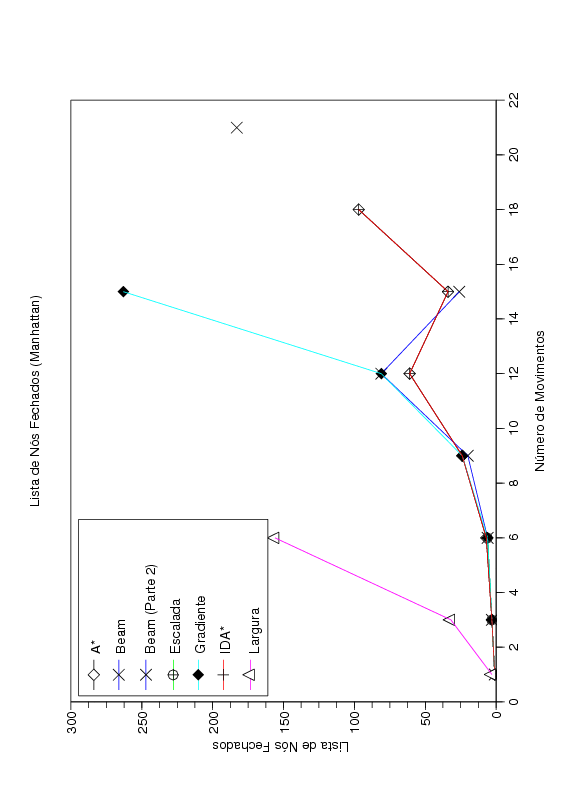 Lista de Nós Fechados (Manhattan)
300
250
200
150
100
50
0
Lista de Nós Fechados
A*
Beam
Beam (Parte 2)
Escalada
Gradiente
IDA*
Largura
0
2
4
6
8
10
12
14
16
18
20
22
Número de Movimentos